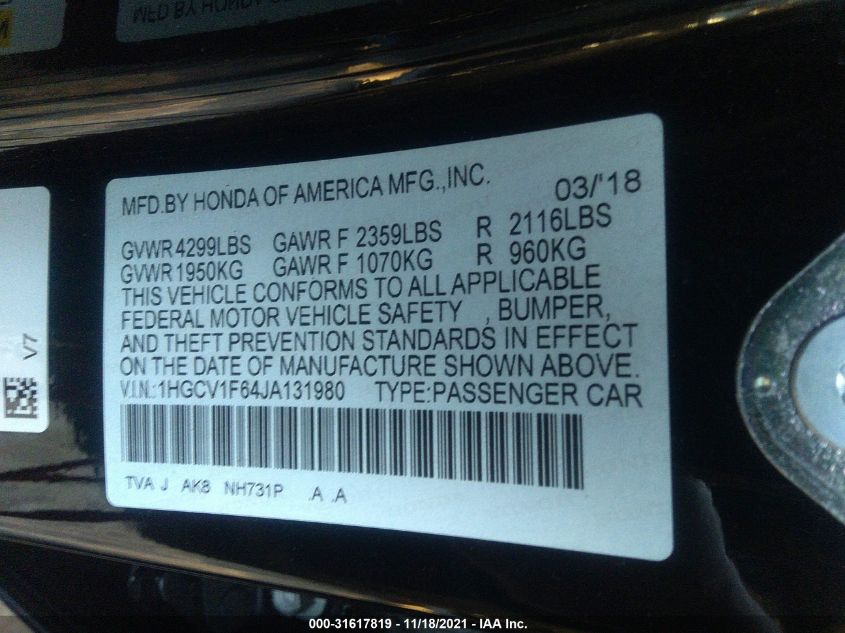 MFD BY HONDA
MFD.BY HONDA OF AMERICA MFG.,INC. 03/'18
GVWR 4299LBS GAWR F 2359LBS R 2116LBS
GVWR 1950KG GAWR F 1070KG R 960KG
THIS VEHICLE CONFORMS TO ALL APPLICABLE
FEDERAL MOTOR VEHICLE SAFETY , BUMPER,
AND THEFT PREVENTION STANDARDS IN EFFECT
ON THE DATE OF MANUFACTURE SHOWN ABOVE.
V.I.N.:1HGCV1F64JA131980 TYPE:PASSENGER CAR
TVA J AK8 NH731P .A .A
V7
000-31617819 - 11/18/2021 - IAA Inc.